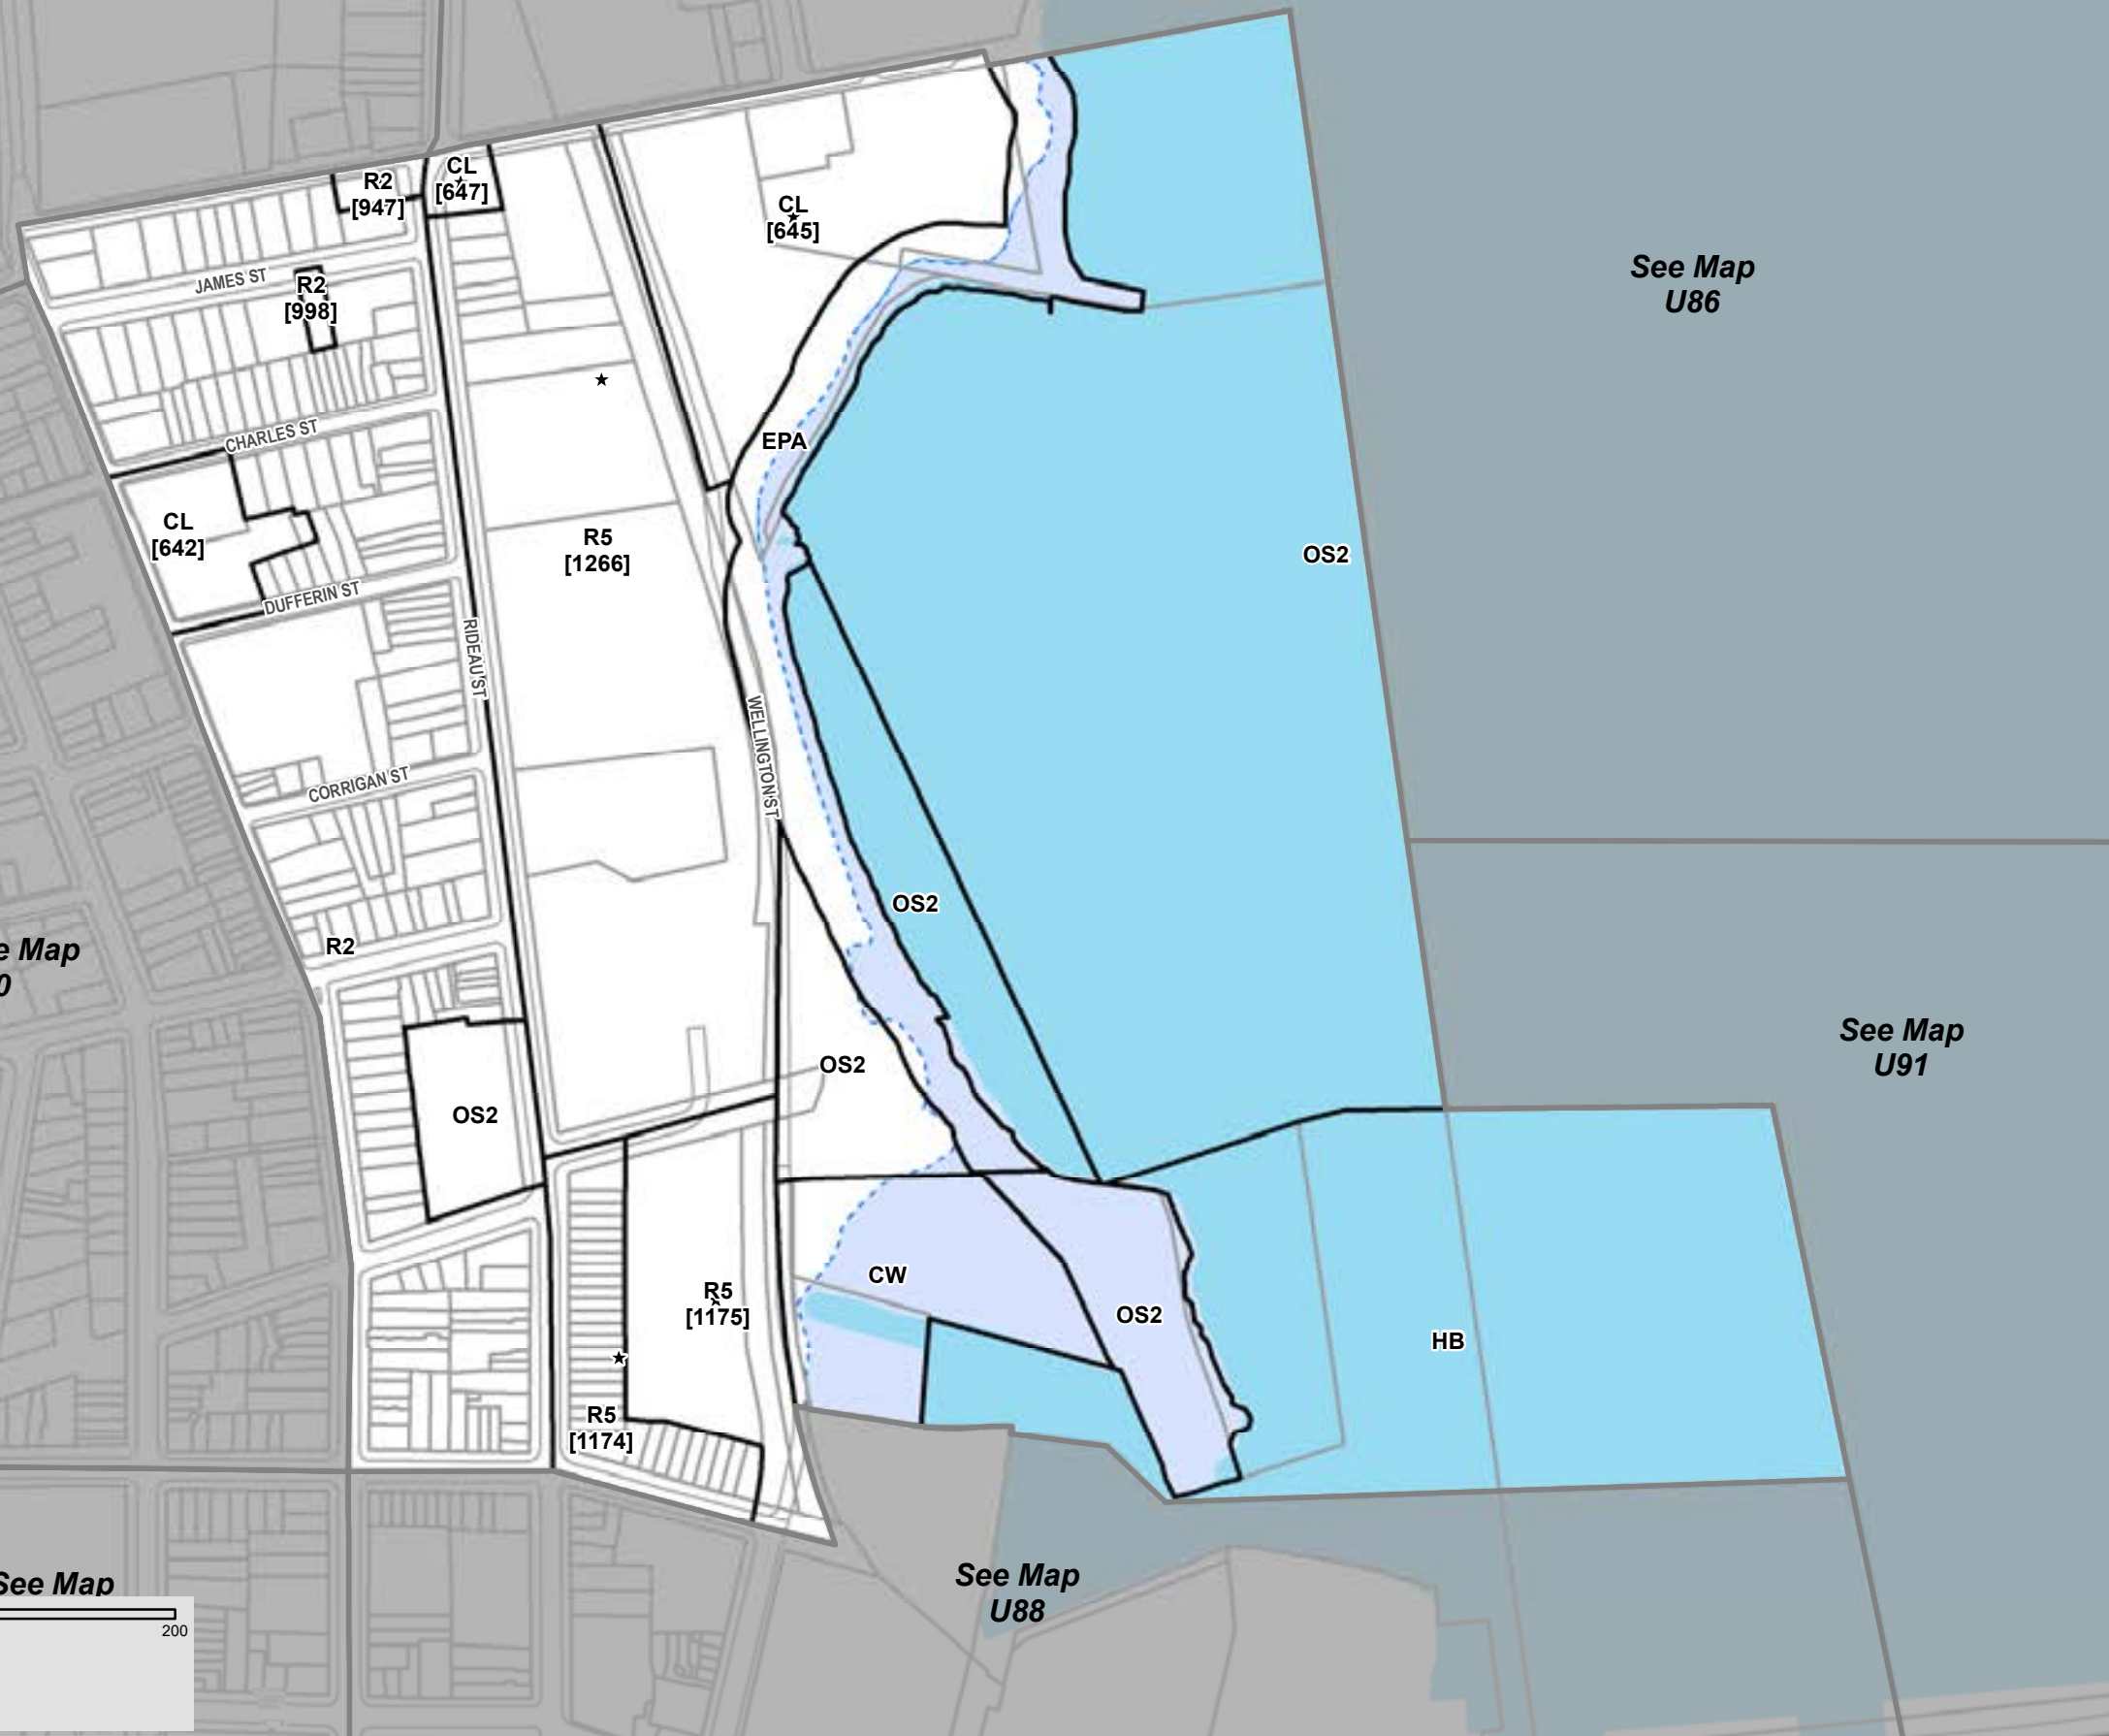 CL
[647]
R2
[947]
CL
[645]
See Map
U86
JAMES ST
R2
[998]
CHARLES ST
EPA
CL
[642]
R5
[1266]
OS2
DUFFERIN ST
RIDEAU ST
WELLINGTON ST
CORRIGAN ST
OS2
R2
e Map
0
See Map
U91
OS2
OS2
CW
R5
[1175]
OS2
HB
R5
[1174]
See Map
U88
See Map
200